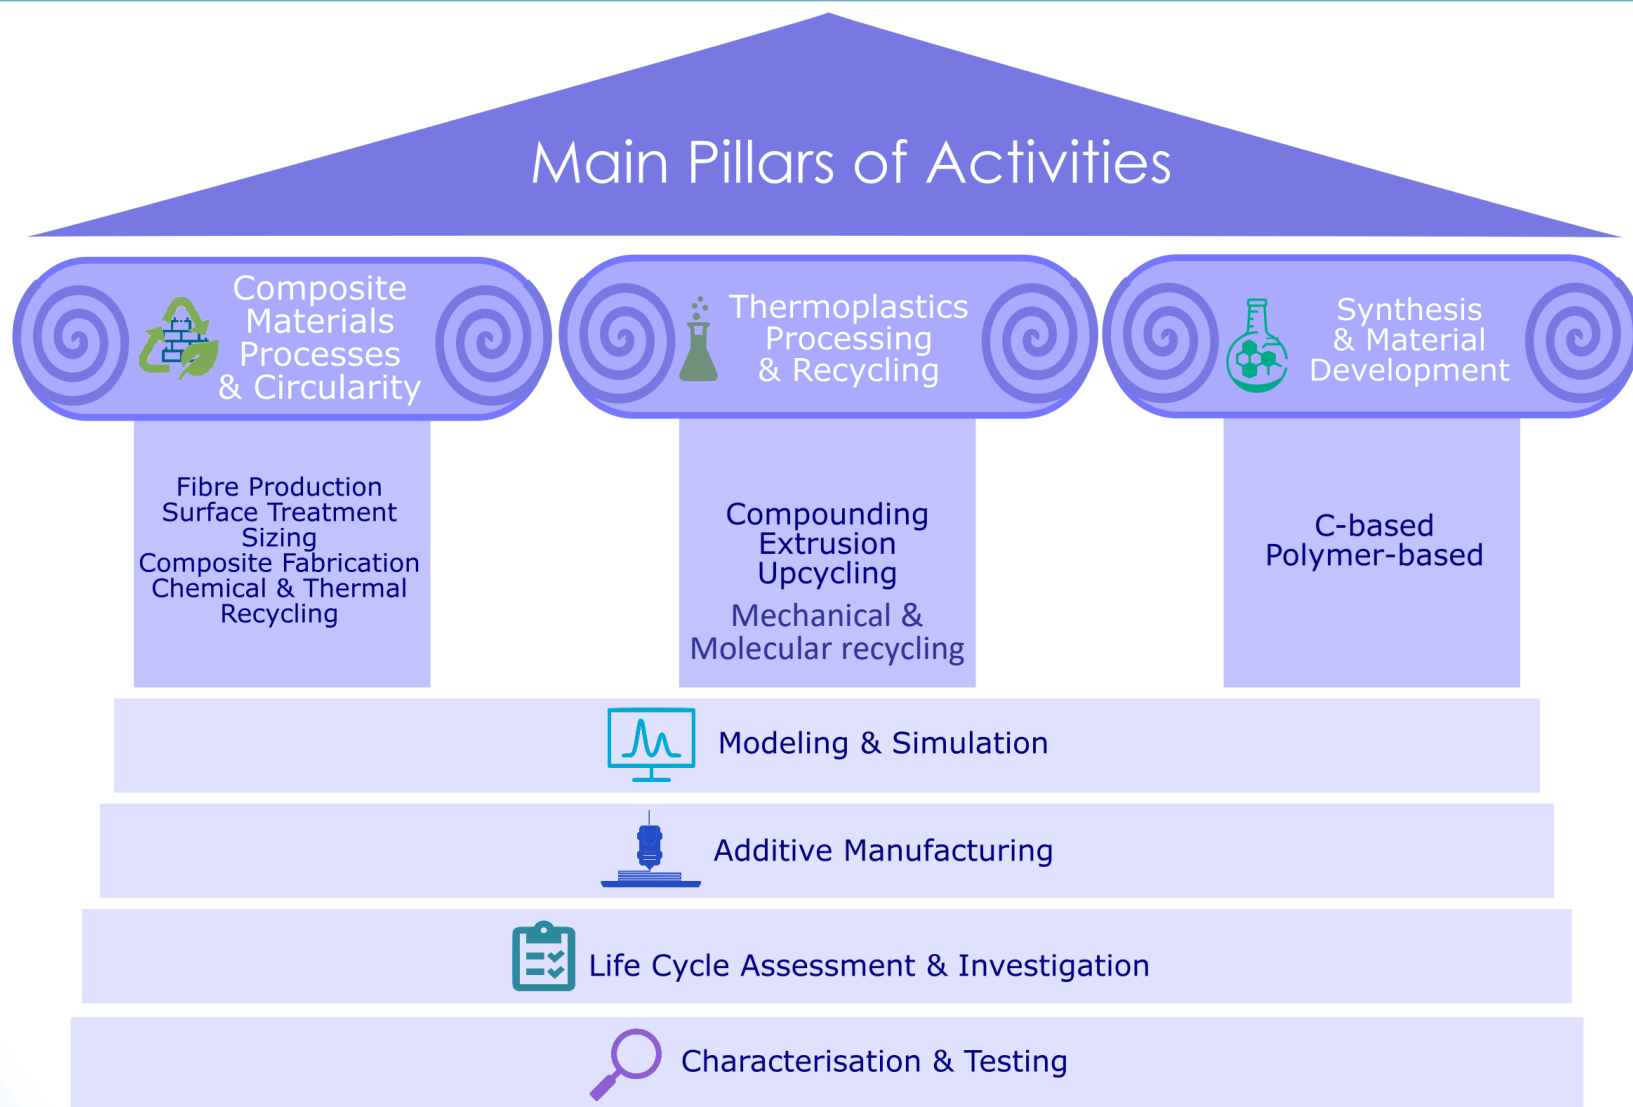 Main Pillars of Activities
Composite
Materials
Processes
& Circularity
Fibre Production
Surface Treatment
Sizing
Composite Fabrication
Chemical & Thermal
Recycling
Thermoplastics
Processing
& Recycling
Compounding
Extrusion
Upcycling
Mechanical &
Molecular recycling
Synthesis
& Material
Development
C-based
Polymer-based
Modeling & Simulation
Additive Manufacturing
Life Cycle Assessment & Investigation
Characterisation & Testing